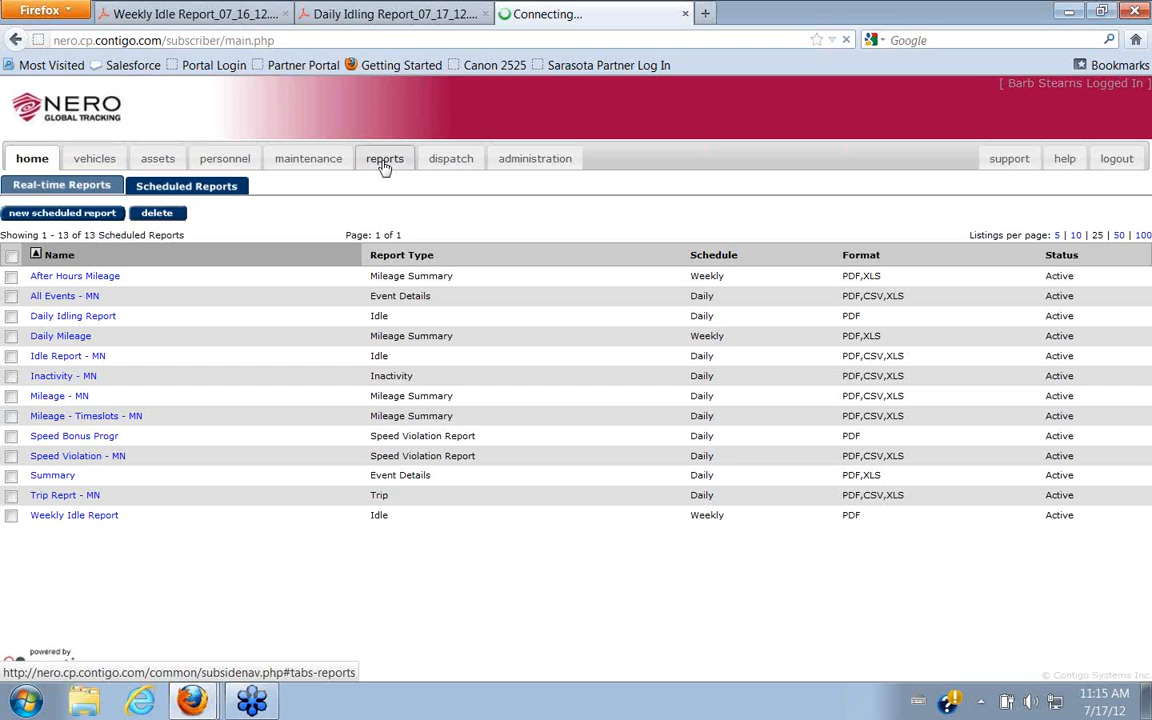 Firefox
Weekly Idle Report_07_16_12....
Daily Idling Report_07_17_12....
Connecting...
nero.cp.contigo.com/subscriber/main.php
Google
Most Visited
Salesforce
Portal Login
Partner Portal
Getting Started
Canon 2525
Sarasota Partner Log In
Bookmarks
[ Barb Stearns Logged In ]
NERO
GLOBAL TRACKING
home vehicles assets personnel maintenance reports dispatch administration support help logout
Real-time Reports Scheduled Reports
new scheduled report delete
Showing 1 - 13 of 13 Scheduled Reports Page: 1 of 1 Listings per page: 5 | 10 | 25 | 50 | 100
Name Report Type Schedule Format Status
After Hours Mileage Mileage Summary Weekly PDF,XLS Active
All Events - MN Event Details Daily PDF,CSV,XLS Active
Daily Idling Report Idle Daily PDF Active
Daily Mileage Mileage Summary Weekly PDF,XLS Active
Idle Report - MN Idle Daily PDF,CSV,XLS Active
Inactivity - MN Inactivity Daily PDF,CSV,XLS Active
Mileage - MN Mileage Summary Daily PDF,CSV,XLS Active
Mileage - Timeslots - MN Mileage Summary Daily PDF,CSV,XLS Active
Speed Bonus Progr Speed Violation Report Daily PDF Active
Speed Violation - MN Speed Violation Report Daily PDF,CSV,XLS Active
Summary Event Details Daily PDF,XLS Active
Trip Reprt - MN Trip Daily PDF,CSV,XLS Active
Weekly Idle Report Idle Weekly PDF Active
powered by
http://nero.cp.contigo.com/common/subsidenav.php#tabs-reports
© Contigo Systems Inc.
11:15 AM
7/17/12